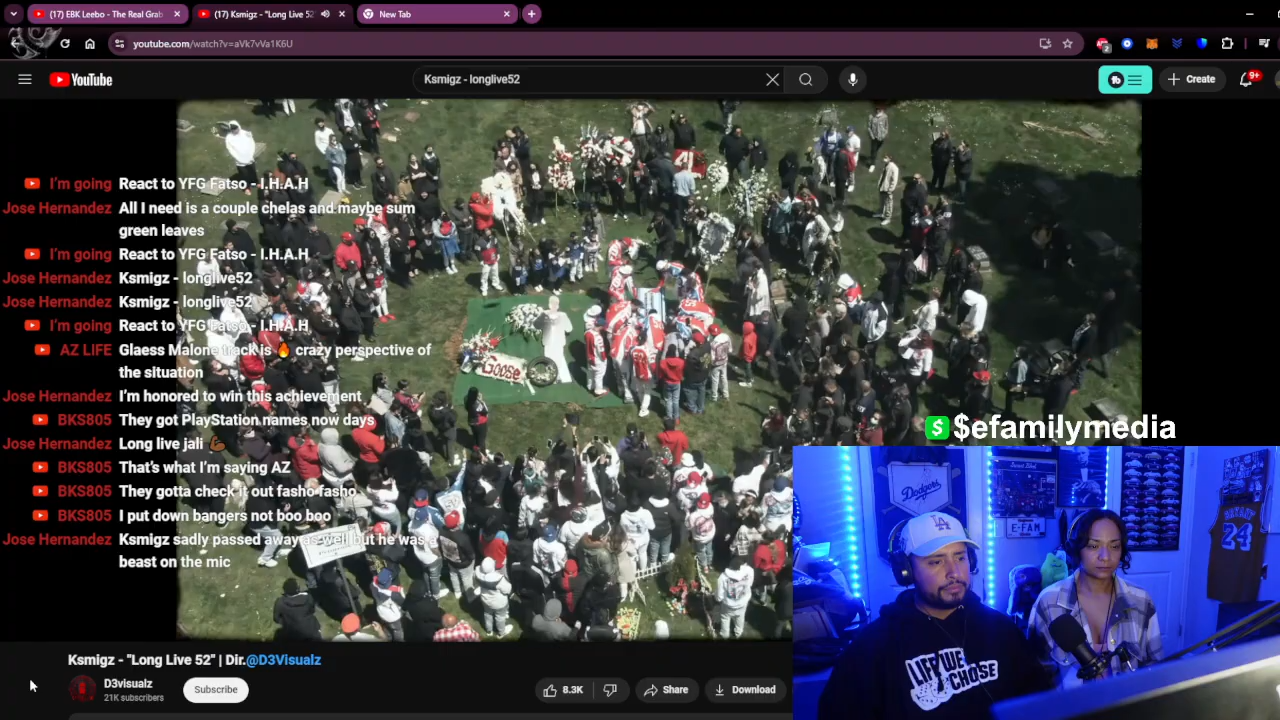 (17) EBK Leebo - The Real Grab
(17) Ksmigz - "Long Live 52"
New Tab
youtube.com/watch?v=aVk7vVa1K6U
2
YouTube
Ksmigz - longlive52
Create
9+
I'm going React to YFG Fatso - I.H.A.H
Jose Hernandez All I need is a couple chelas and maybe sum
green leaves
I'm going React to YFG Fatso - I.H.A.H
Jose Hernandez Ksmigz - longlive52
Jose Hernandez Ksmigz - longlive52
I'm going React to YFG Fatso - I.H.A.H
AZ LIFE Glaess Malone track is 🔥 crazy perspective of
the situation
Jose Hernandez I'm honored to win this achievement
BKS805 They got PlayStation names now days
Jose Hernandez Long live jali 💪🏾
BKS805 That's what I'm saying AZ
BKS805 They gotta check it out fasho fasho
BKS805 I put down bangers not boo boo
Jose Hernandez Ksmigz sadly passed away as well but he was a
beast on the mic
Goose
$efamilymedia
Dodgers
E-FAM
BRYANT
24
LA
LIFE WE
CHOSE
Ksmigz - "Long Live 52" | Dir.@D3Visualz
D3visualz
21K subscribers
Subscribe
8.3K
Share
Download